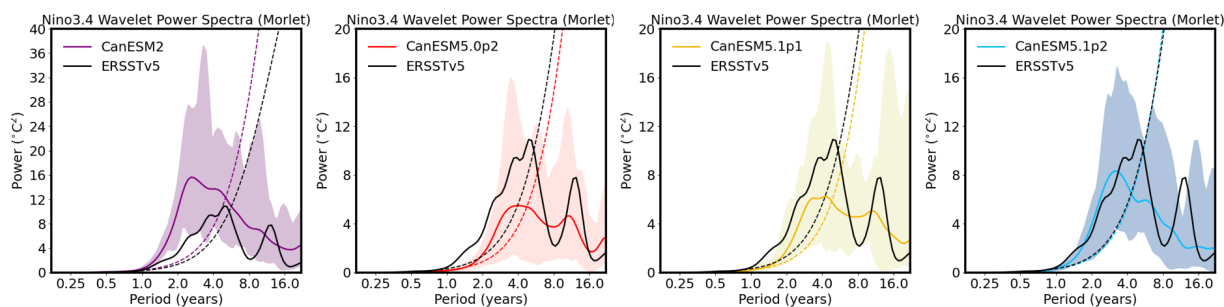 Nino3.4 Wavelet Power Spectra (Morlet)
40
36
32
28
24
20
16
12
8
4
0
Power (°C²)
CanESM2
ERSSTv5
0.25 0.5 1.0 2.0 4.0 8.0 16.0
Period (years)
Nino3.4 Wavelet Power Spectra (Morlet)
20
16
12
8
4
0
Power (°C²)
CanESM5.0p2
ERSSTv5
0.25 0.5 1.0 2.0 4.0 8.0 16.0
Period (years)
Nino3.4 Wavelet Power Spectra (Morlet)
20
16
12
8
4
0
Power (°C²)
CanESM5.1p1
ERSSTv5
0.25 0.5 1.0 2.0 4.0 8.0 16.0
Period (years)
Nino3.4 Wavelet Power Spectra (Morlet)
20
16
12
8
4
0
Power (°C²)
CanESM5.1p2
ERSSTv5
0.25 0.5 1.0 2.0 4.0 8.0 16.0
Period (years)